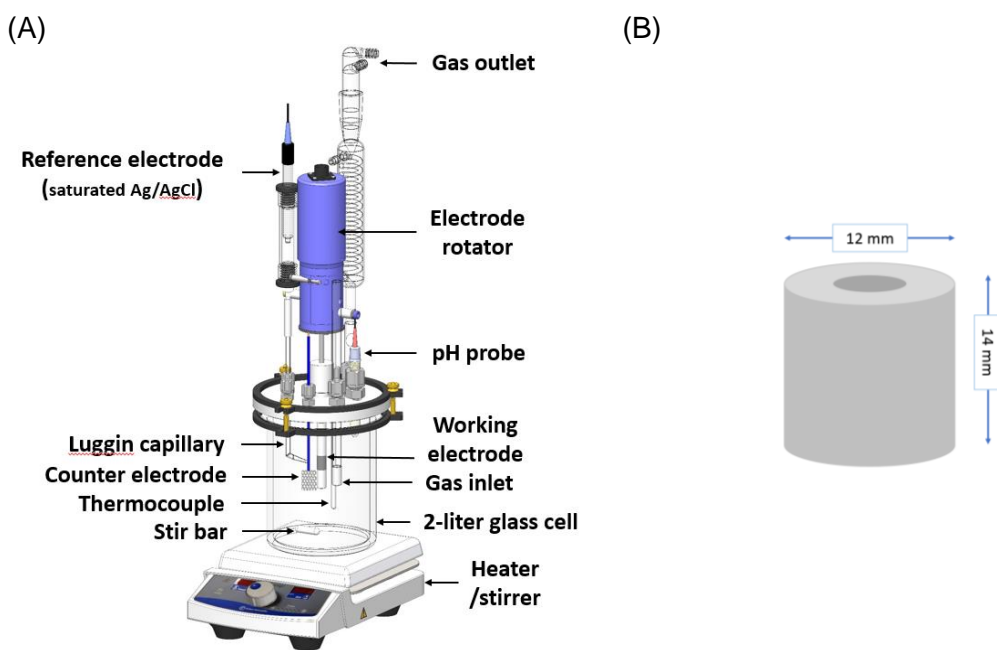 (A)
(B)
Gas outlet
Reference electrode
(saturated Ag/AgCl)
Electrode
rotator
pH probe
Luggin capillary
Working
electrode
Counter electrode
Gas inlet
Thermocouple
2-liter glass cell
Stir bar
Heater
/stirrer
12 mm
14 mm